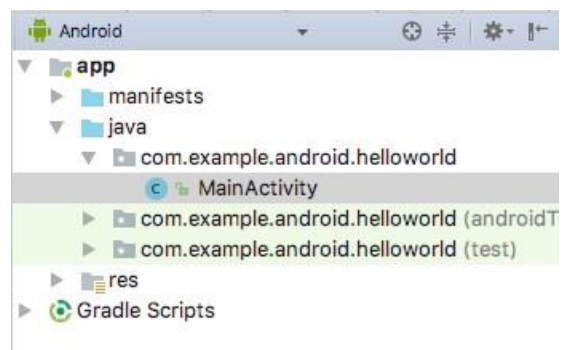 Android
app
manifests
java
com.example.android.helloworld
C MainActivity
com.example.android.helloworld (androidT
com.example.android.helloworld (test)
res
Gradle Scripts